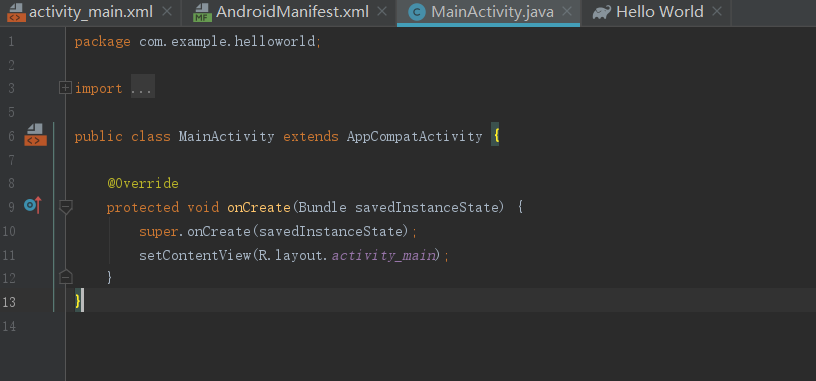 activity_main.xml AndroidManifest.xml MainActivity.java Hello World
1 package com.example.helloworld;
2
3 import ...
5
6 public class MainActivity extends AppCompatActivity {
7
8 @Override
9 protected void onCreate(Bundle savedInstanceState) {
10 super.onCreate(savedInstanceState);
11 setContentView(R.layout.activity_main);
12 }
13 }
14